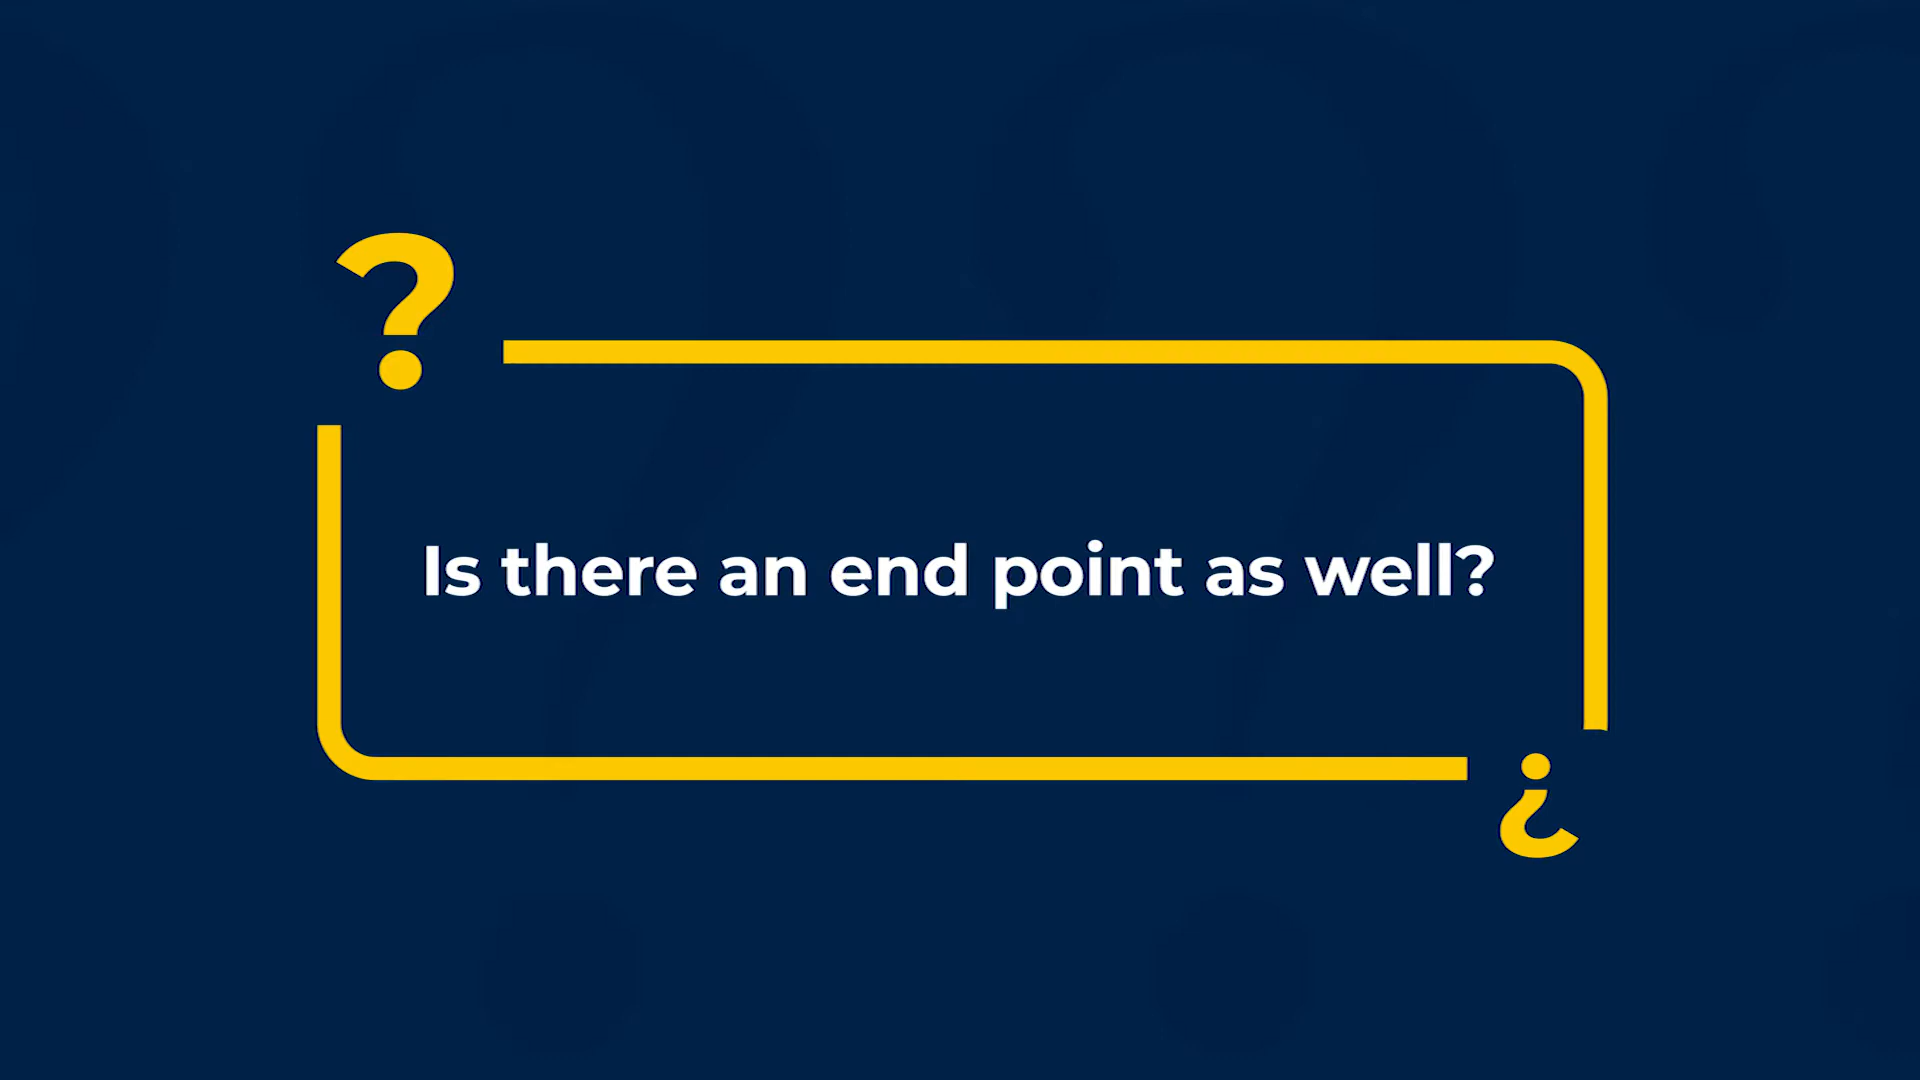 ?
Is there an end point as well?
¿